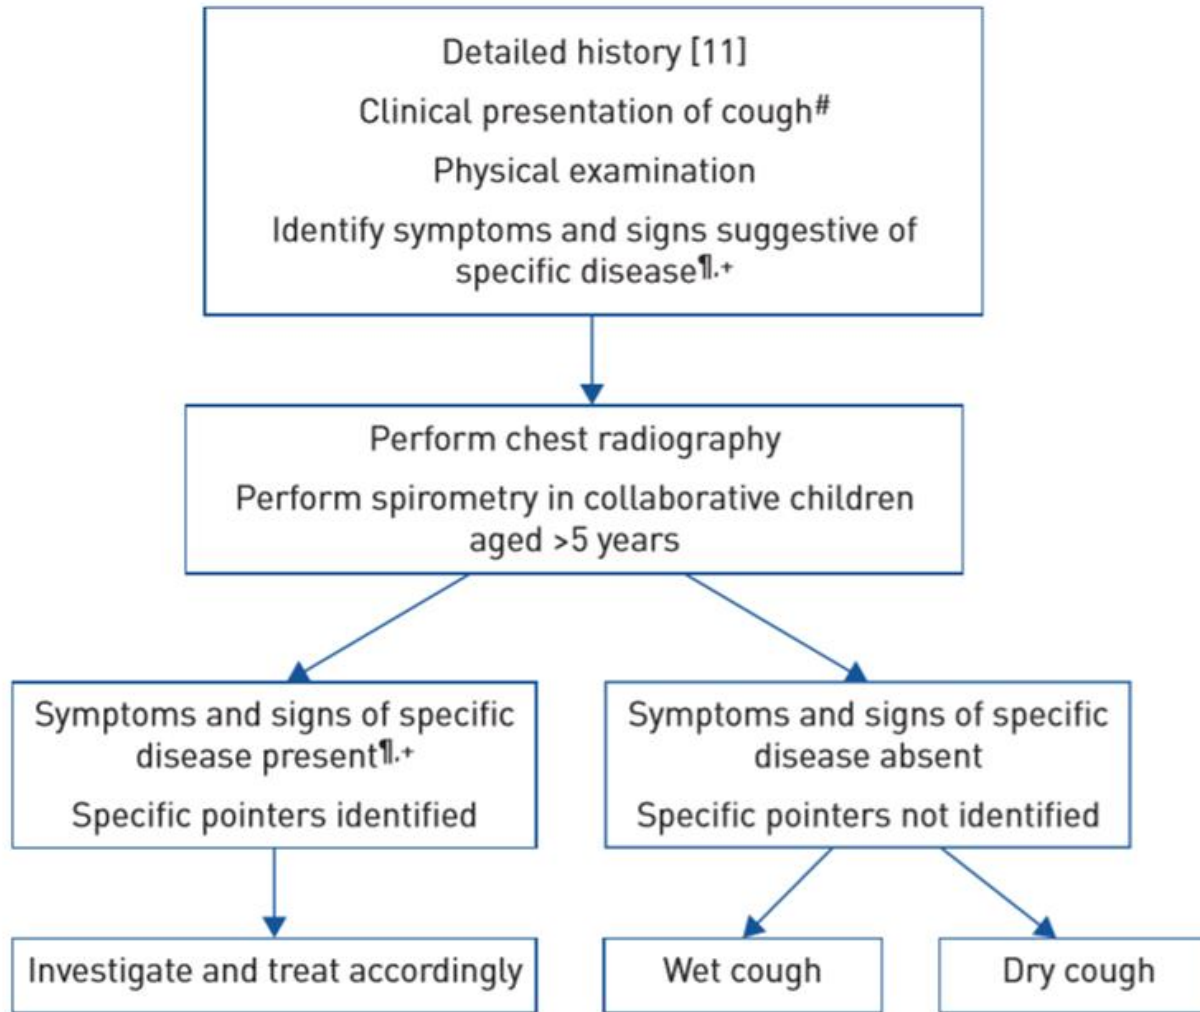 Detailed history [11]
Clinical presentation of cough#
Physical examination
Identify symptoms and signs suggestive of
specific disease¶,+
Perform chest radiography
Perform spirometry in collaborative children
aged >5 years
Symptoms and signs of specific
disease present¶,+
Specific pointers identified
Symptoms and signs of specific
disease absent
Specific pointers not identified
Investigate and treat accordingly
Wet cough
Dry cough